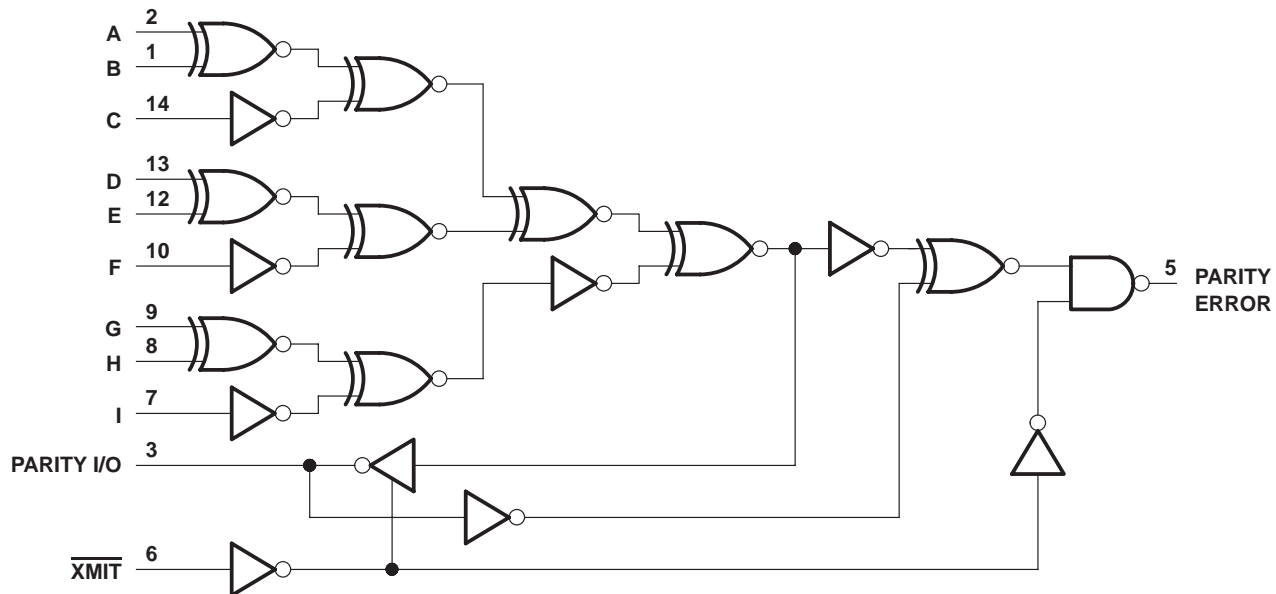 A 2
B 1
C 14
D 13
E 12
F 10
G 9
H 8
I 7
PARITY I/O 3
XMIT 6
5 PARITY
ERROR